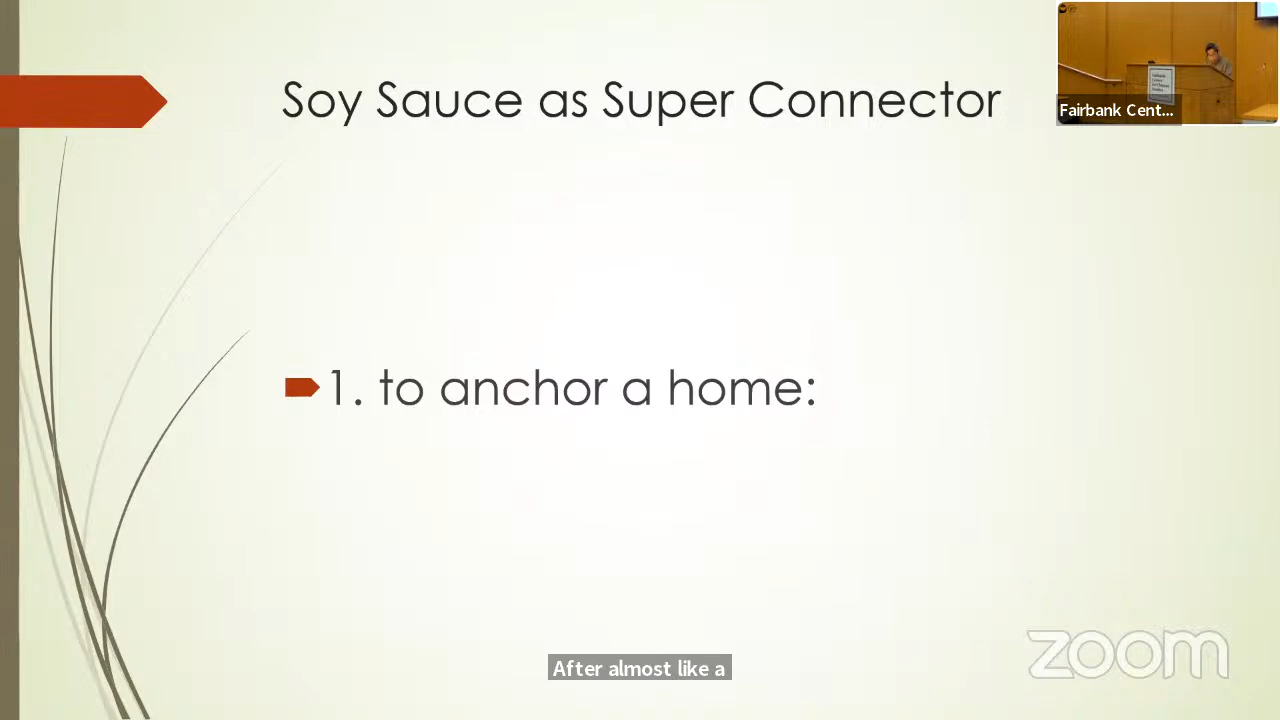 Soy Sauce as Super Connector
Fairbank Cent...
1. to anchor a home:
After almost like a
zoom